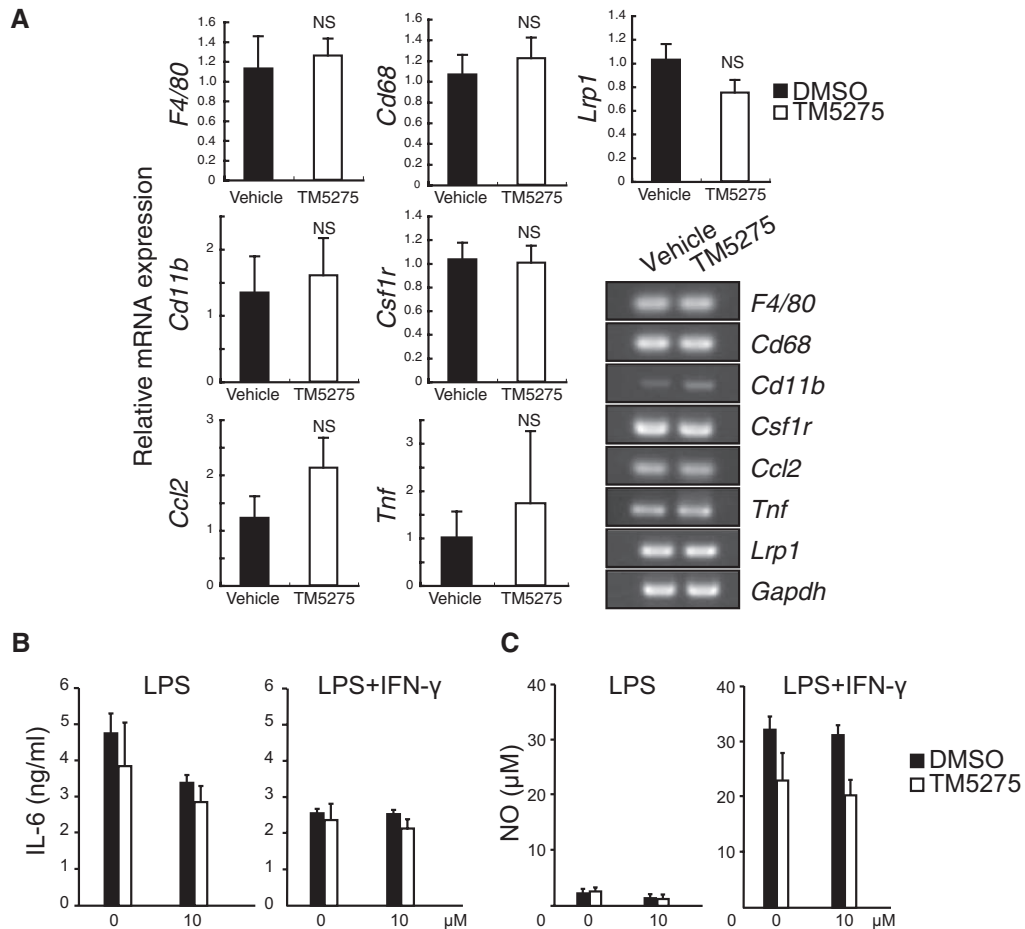 A
Relative mRNA expression
F4/80
1.6
1.4
1.2
1.0
0.8
0.6
0.4
0.2
0
NS
Vehicle TM5275
Cd68
1.4
1.2
1.0
0.8
0.6
0.4
0.2
0
NS
Vehicle TM5275
Lrp1
1.4
1.2
1.0
0.8
0.6
0.4
0.2
0
NS
Vehicle TM5275
DMSO
TM5275
Cd11b
2
1
0
NS
Vehicle TM5275
Csf1r
1.4
1.2
1.0
0.8
0.6
0.4
0.2
0
NS
Vehicle TM5275
Ccl2
3
2
1
0
NS
Vehicle TM5275
Tnf
3
2
1
0
NS
Vehicle TM5275
Vehicle
TM5275
F4/80
Cd68
Cd11b
Csf1r
Ccl2
Tnf
Lrp1
Gapdh
B
IL-6 (ng/ml)
LPS
6
5
4
3
2
1
0
0 10
LPS+IFN-γ
6
5
4
3
2
1
0
0 10 μM
C
NO (μM)
LPS
40
30
20
10
0
0 10
LPS+IFN-γ
40
30
20
10
0
0 10 μM
DMSO
TM5275